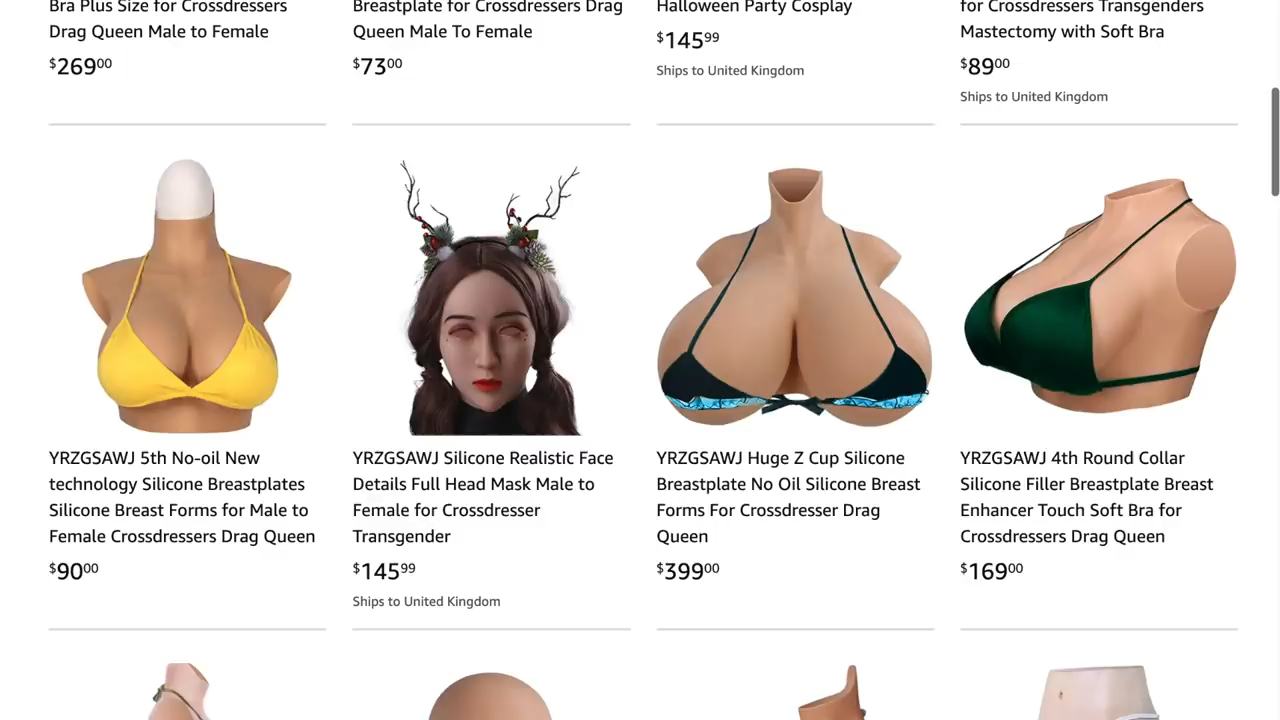 Bra Plus Size for Crossdressers
Drag Queen Male to Female
$26900
Breastplate for Crossdressers Drag
Queen Male To Female
$7300
Halloween Party Cosplay
$14599
Ships to United Kingdom
for Crossdressers Transgenders
Mastectomy with Soft Bra
$8900
Ships to United Kingdom
YRZGSAWJ 5th No-oil New
technology Silicone Breastplates
Silicone Breast Forms for Male to
Female Crossdressers Drag Queen
$9000
YRZGSAWJ Silicone Realistic Face
Details Full Head Mask Male to
Female for Crossdresser
Transgender
$14599
Ships to United Kingdom
YRZGSAWJ Huge Z Cup Silicone
Breastplate No Oil Silicone Breast
Forms For Crossdresser Drag
Queen
$39900
YRZGSAWJ 4th Round Collar
Silicone Filler Breastplate Breast
Enhancer Touch Soft Bra for
Crossdressers Drag Queen
$16900